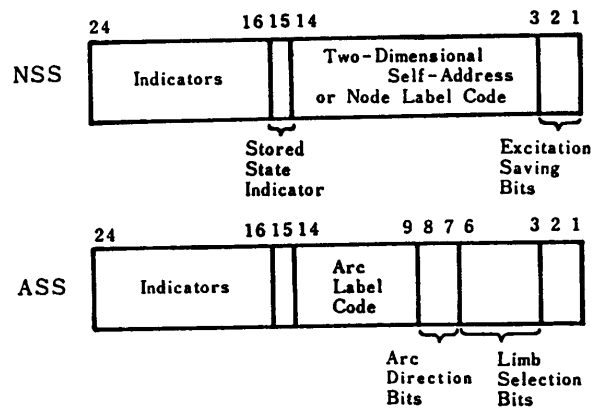 24 16 15 14 3 2 1
NSS
Indicators
Two-Dimensional
Self-Address
or Node Label Code
Stored
State
Indicator
Excitation
Saving
Bits
24 16 15 14 9 8 7 6 3 2 1
ASS
Indicators
Arc
Label
Code
Arc
Direction
Bits
Limb
Selection
Bits